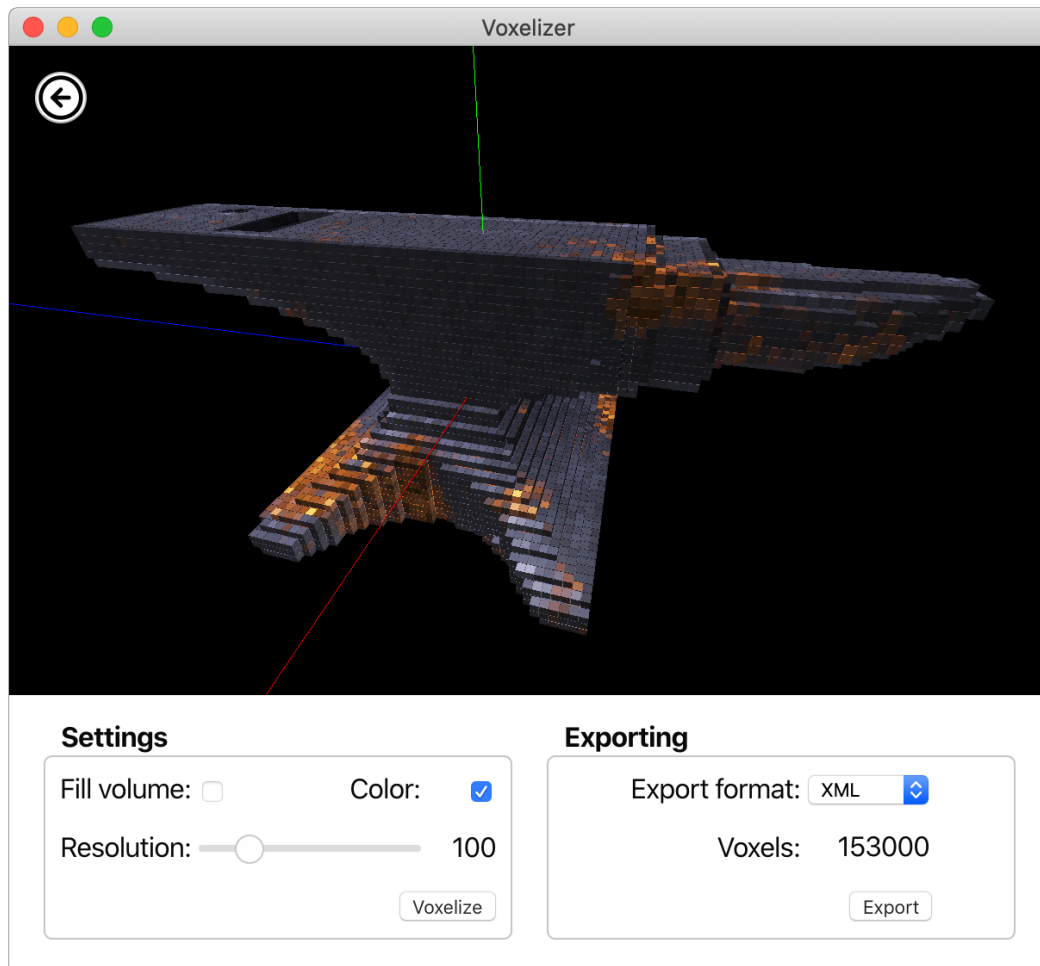 Voxelizer
Settings
Fill volume:
Color:
Resolution:
100
Voxelize
Exporting
Export format:
XML
Voxels:
153000
Export